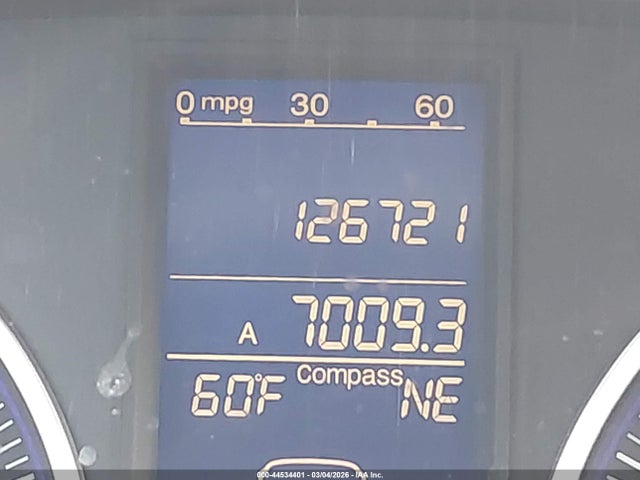 0 mpg 30 60
126721
A 7009.3
60°F Compass NE
000-44534401 - 03/04/2026 - IAA Inc.